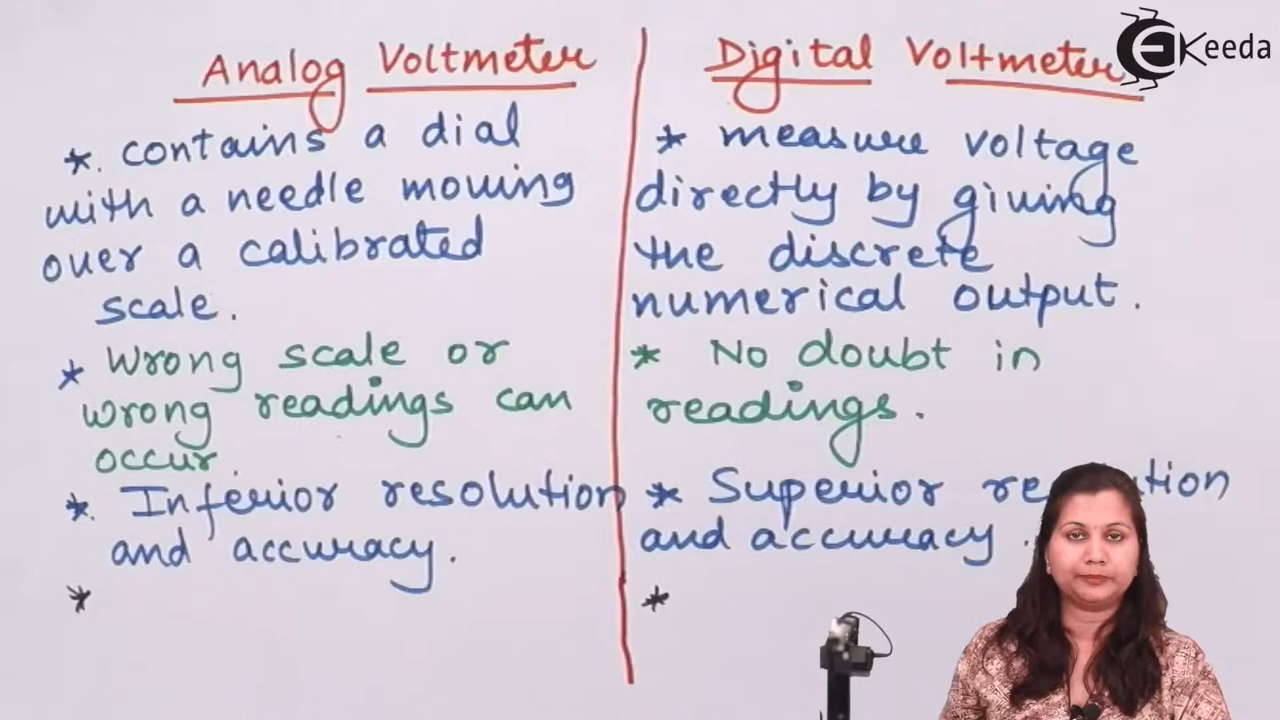 Analog Voltmeter
*. contains a dial
with a needle moving
over a calibrated
scale.
* Wrong scale or
wrong readings can
occur.
*. Inferior resolution
and accuracy.
*
Digital Voltmeter
* measure voltage
directly by giving
the discrete
numerical output.
* No doubt in
readings.
* Superior
and accuracy.
*
EKeeda